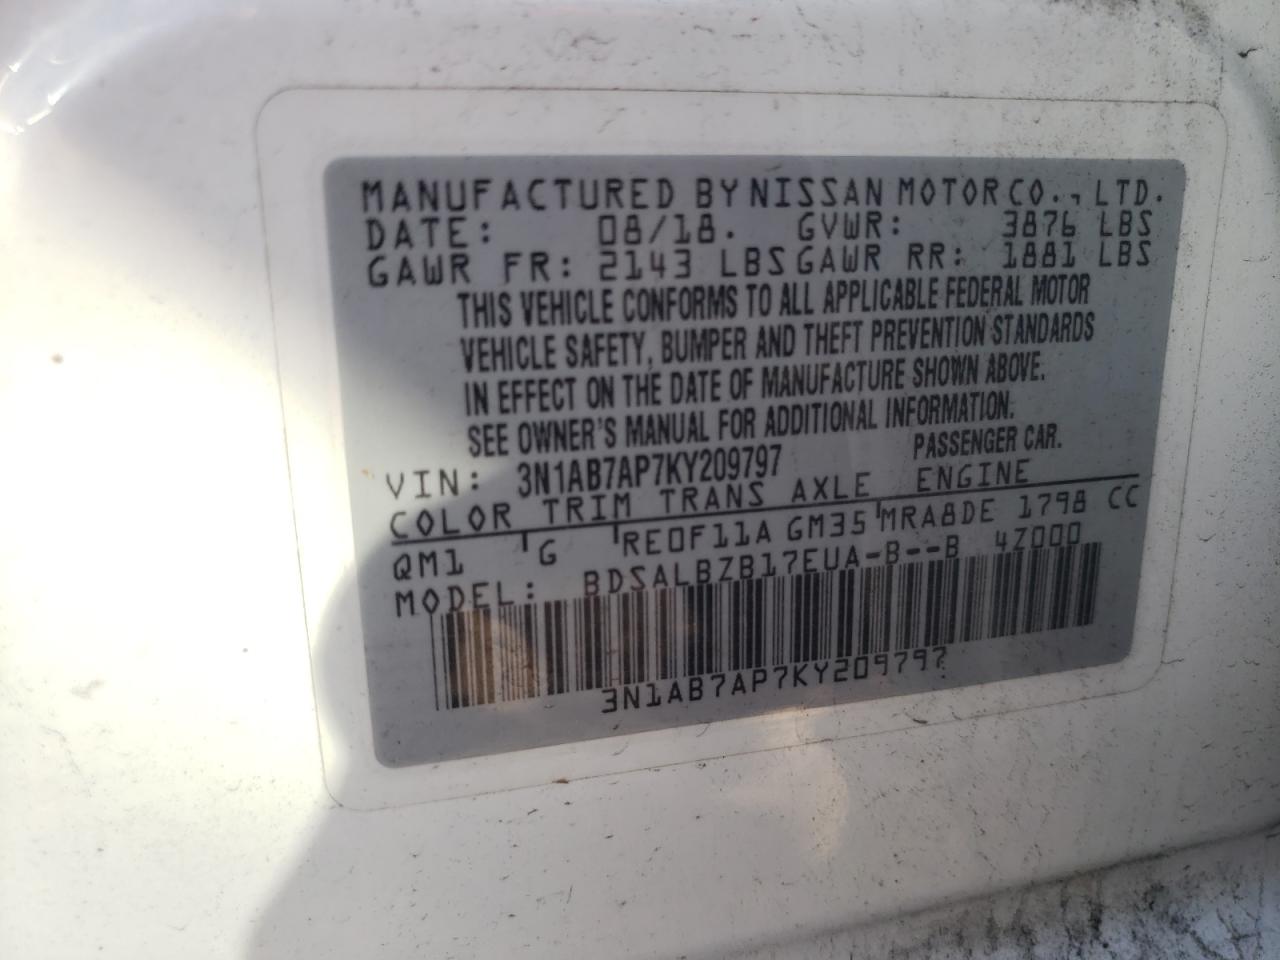 MANUFACTURED BY NISSAN MOTOR CO., LTD.
DATE: 08/18. GVWR: 3876 LBS
GAWR FR: 2143 LBS GAWR RR: 1881 LBS
THIS VEHICLE CONFORMS TO ALL APPLICABLE FEDERAL MOTOR
VEHICLE SAFETY, BUMPER AND THEFT PREVENTION STANDARDS
IN EFFECT ON THE DATE OF MANUFACTURE SHOWN ABOVE.
SEE OWNER'S MANUAL FOR ADDITIONAL INFORMATION.
VIN: 3N1AB7AP7KY209797 PASSENGER CAR.
COLOR TRIM TRANS AXLE ENGINE
QM1 G RE0F11A GM35 MRA8DE 1798 CC
MODEL: BDSALBZB17EUA-B--B 4Z000
3N1AB7AP7KY209797